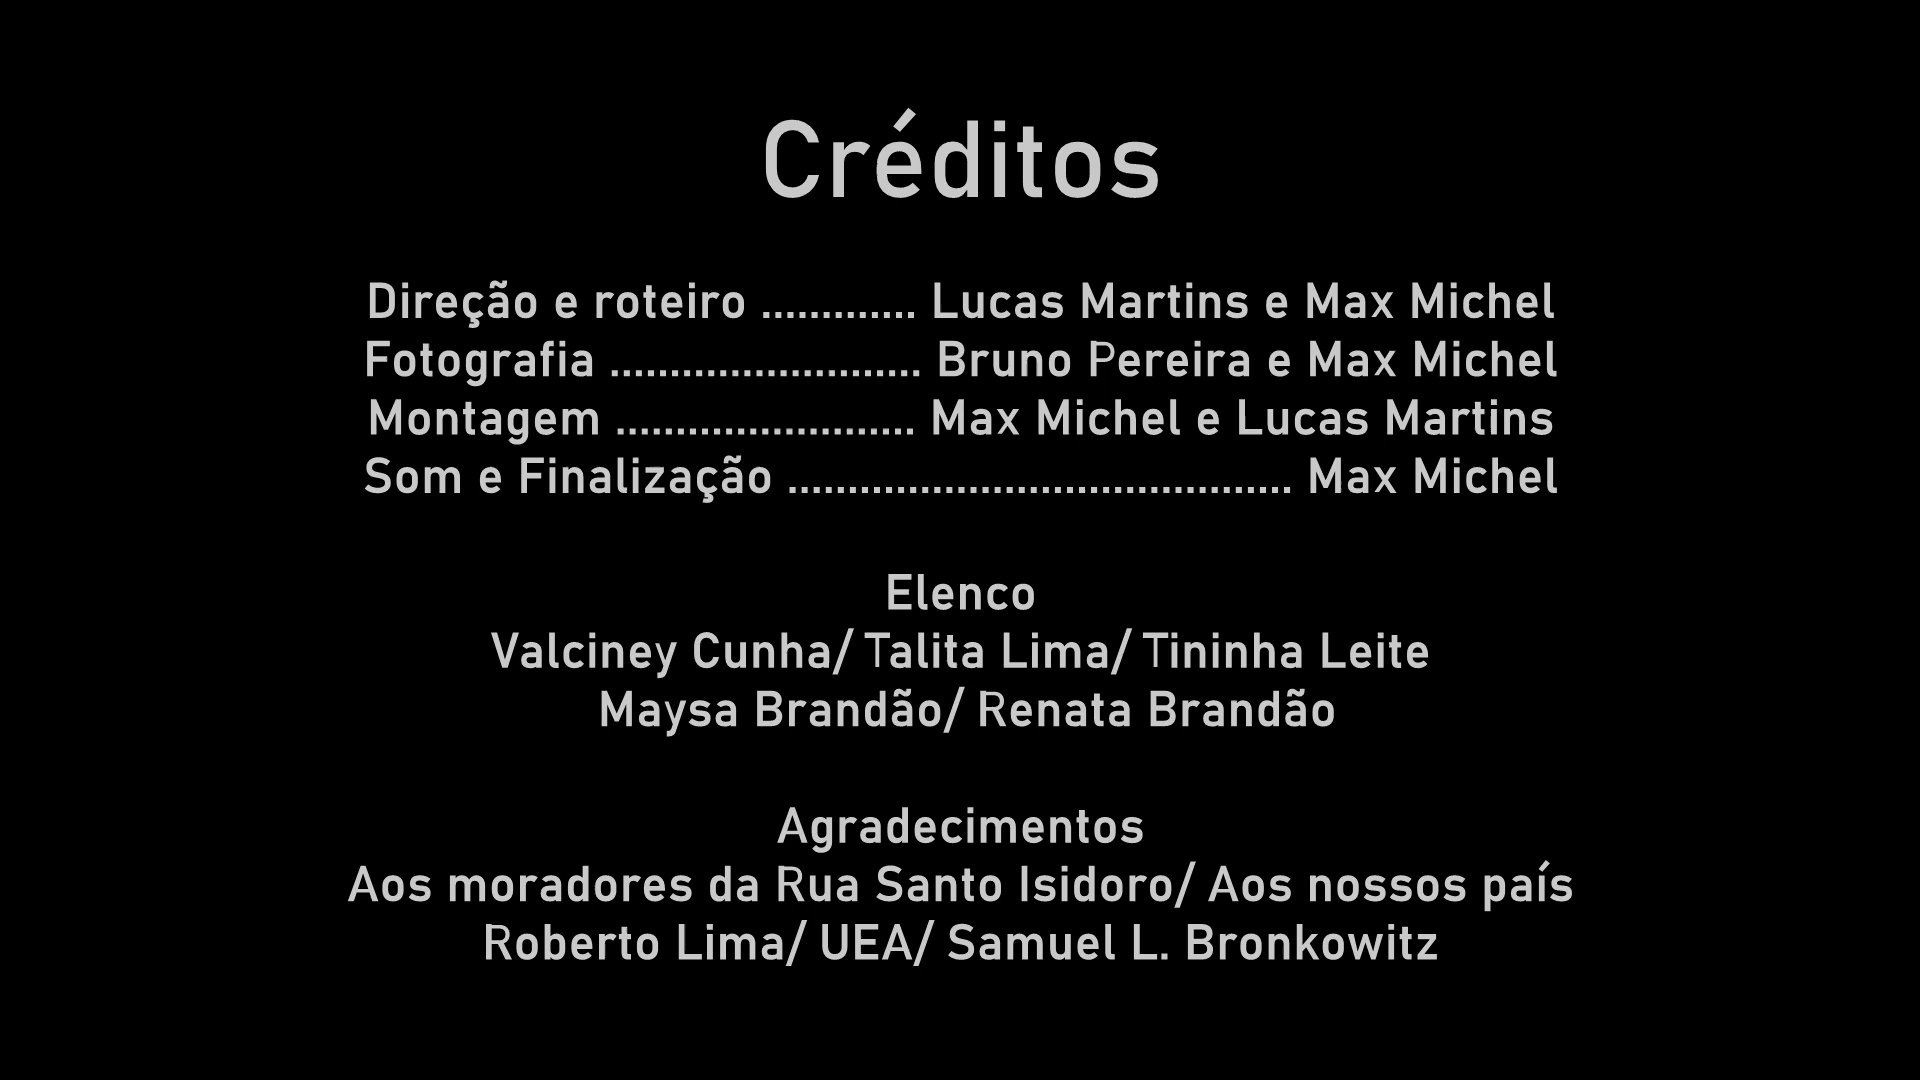 Créditos
Direção e roteiro ............. Lucas Martins e Max Michel
Fotografia .......................... Bruno Pereira e Max Michel
Montagem ......................... Max Michel e Lucas Martins
Som e Finalização .......................................... Max Michel
Elenco
Valciney Cunha/ Talita Lima/ Tininha Leite
Maysa Brandão/ Renata Brandão
Agradecimentos
Aos moradores da Rua Santo Isidoro/ Aos nossos país
Roberto Lima/ UEA/ Samuel L. Bronkowitz